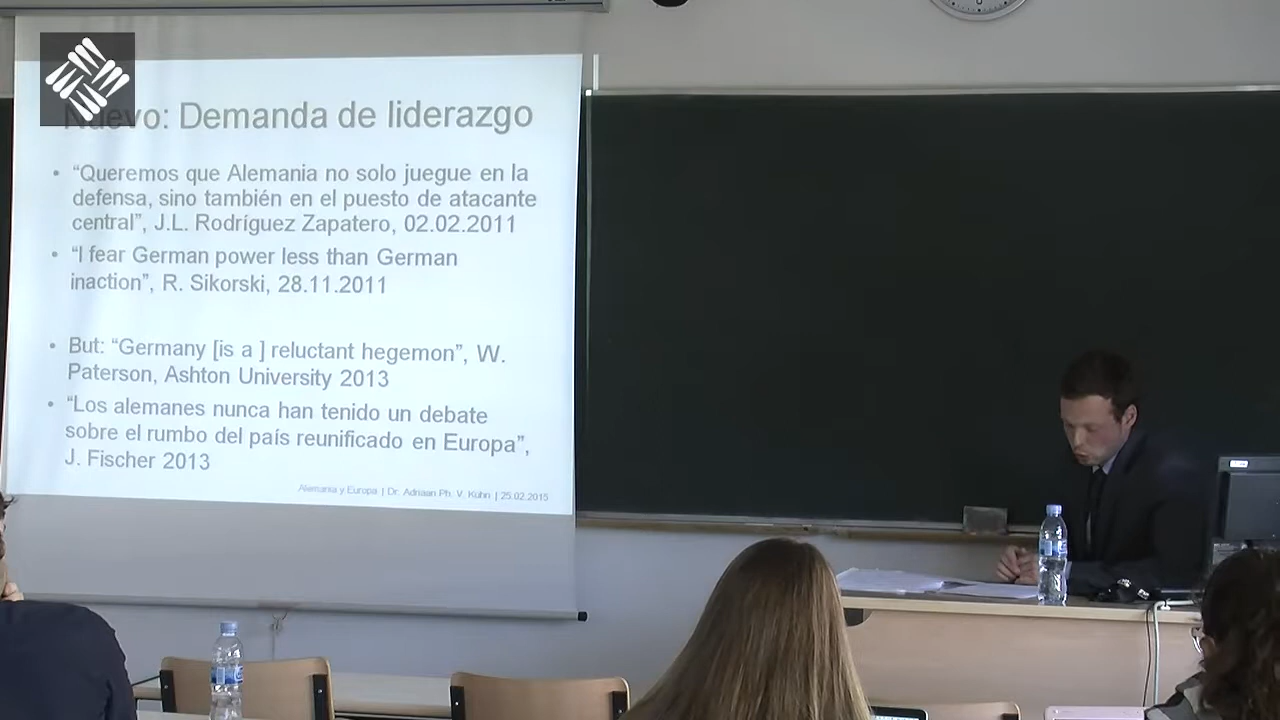 Nuevo: Demanda de liderazgo
• “Queremos que Alemania no solo juegue en la
defensa, sino también en el puesto de atacante
central”, J.L. Rodríguez Zapatero, 02.02.2011
• “I fear German power less than German
inaction”, R. Sikorski, 28.11.2011
• But: “Germany [is a ] reluctant hegemon”, W.
Paterson, Ashton University 2013
• “Los alemanes nunca han tenido un debate
sobre el rumbo del país reunificado en Europa”,
J. Fischer 2013
Alemania y Europa | Dr. Adriaan Ph. V. Kühn | 25.02.2015